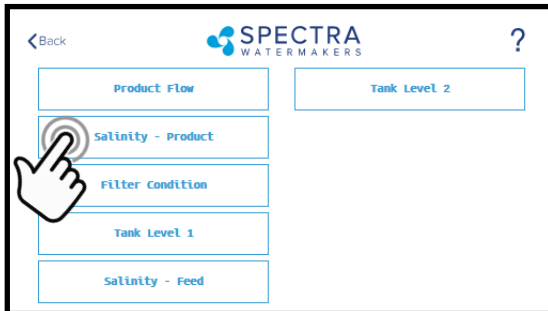 Back
SPECTRA
WATERMAKERS
?
Product Flow
Salinity - Product
Filter Condition
Tank Level 1
Salinity - Feed
Tank Level 2